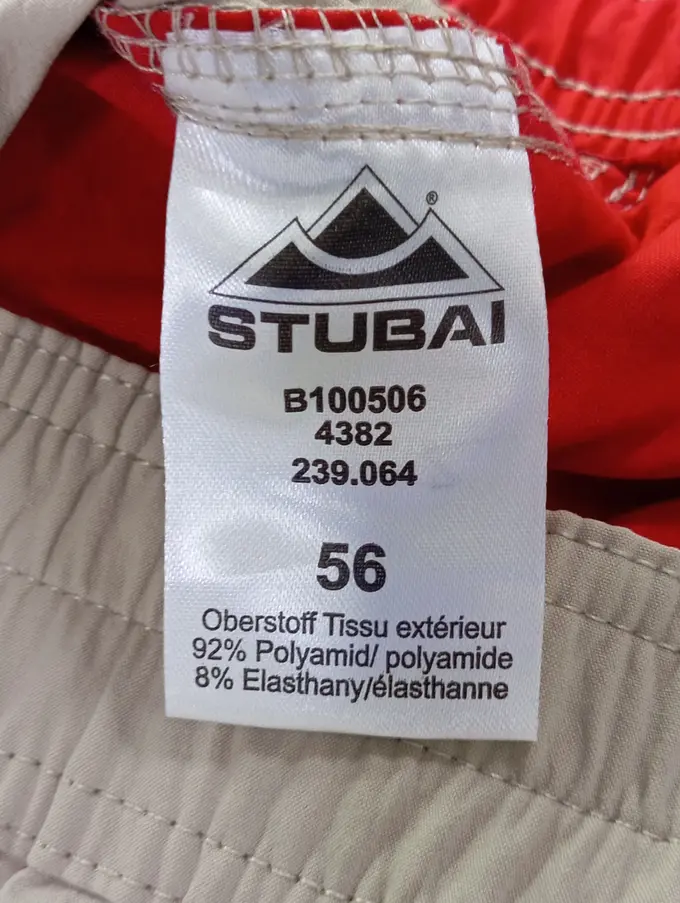 ®
STUBAI
B100506
4382
239.064
56
Oberstoff Tissu extérieur
92% Polyamid/ polyamide
8% Elasthany/élasthanne